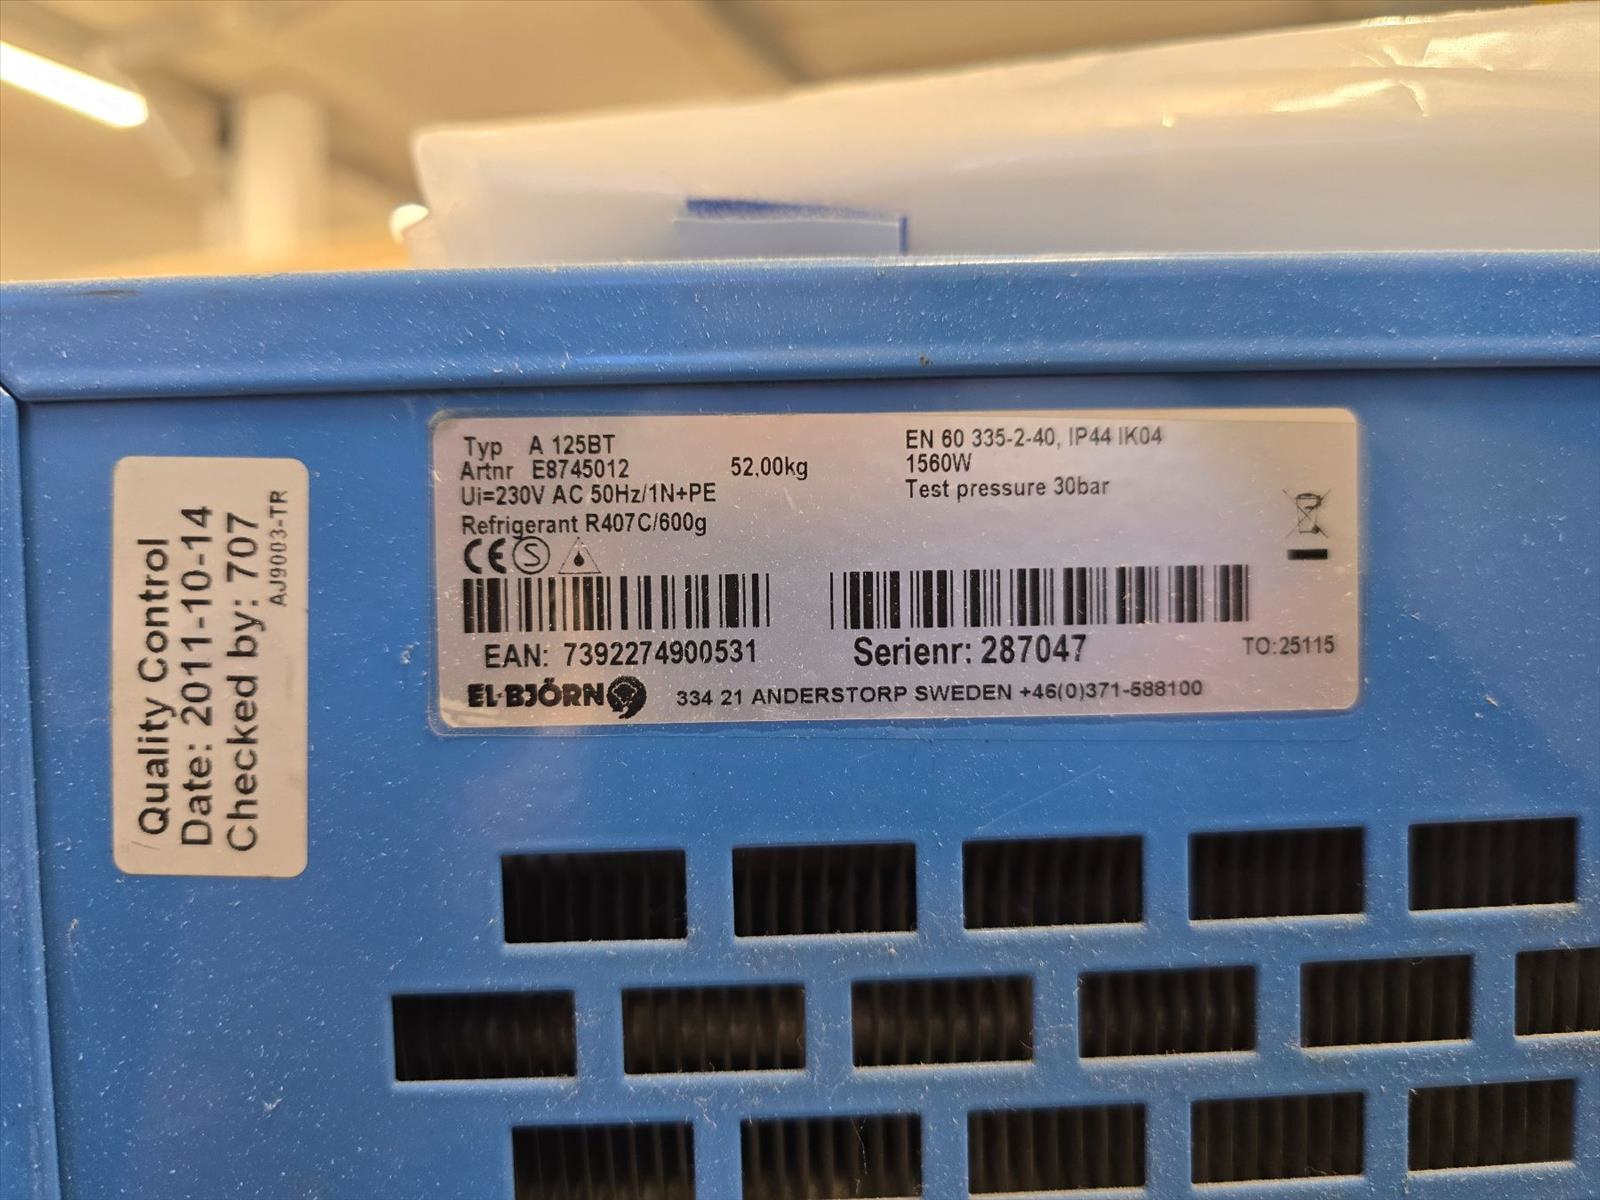 Quality Control
Date: 2011-10-14
Checked by: 707
AJ9003-TR
Typ A 125BT
Artnr E8745012 52,00kg
Ui=230V AC 50Hz/1N+PE
Refrigerant R407C/600g
EN 60 335-2-40, IP44 IK04
1560W
Test pressure 30bar
CE S
EAN: 7392274900531
Serienr: 287047
TO:25115
EL-BJÖRN 334 21 ANDERSTORP SWEDEN +46(0)371-588100